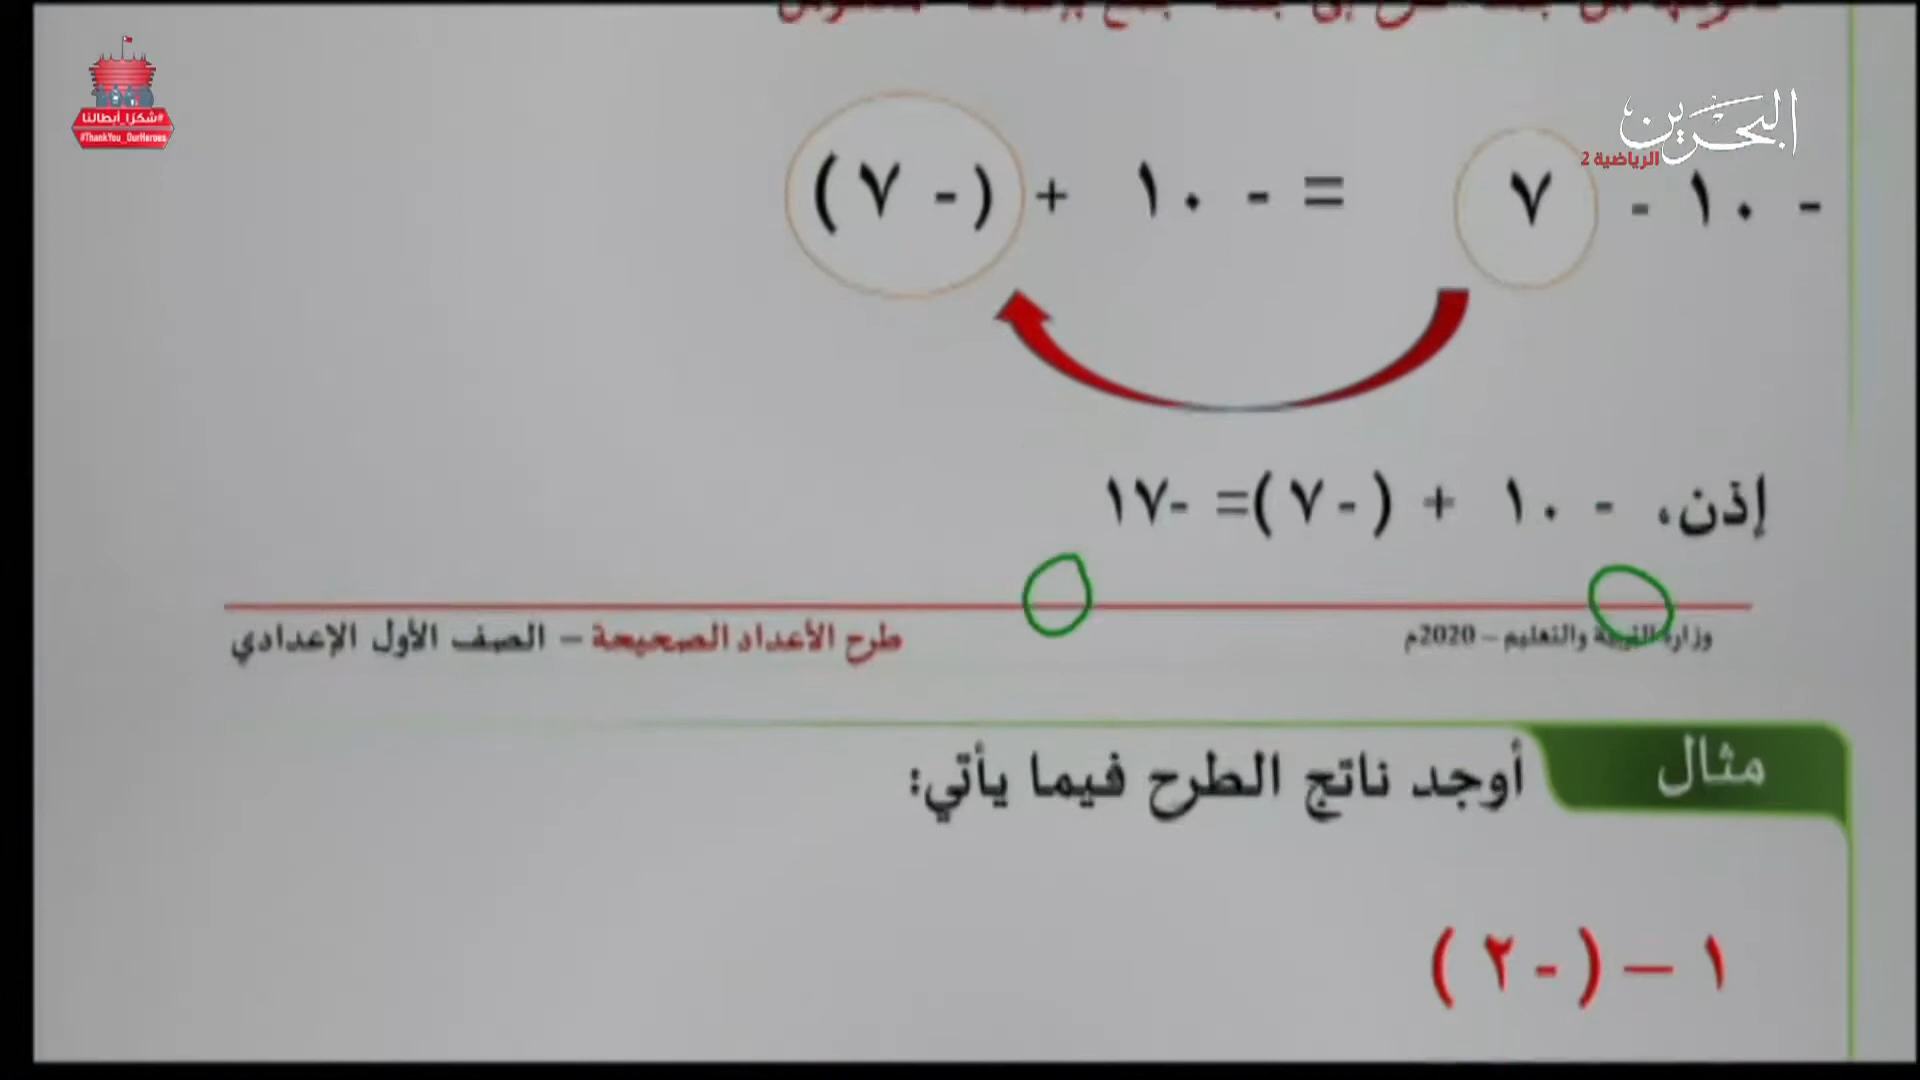 #شكرا_أبطالنا
#ThankYou_OurHeroes
البحرين
الرياضية 2
- ١٠ - ٧ = - ١٠ + ( - ٧ )
إذن، - ١٠ + ( - ٧ ) = -١٧
وزارة التربية والتعليم – 2020م
طرح الأعداد الصحيحة – الصف الأول الإعدادي
مثال
أوجد ناتج الطرح فيما يأتي:
١ – ( - ٢ )